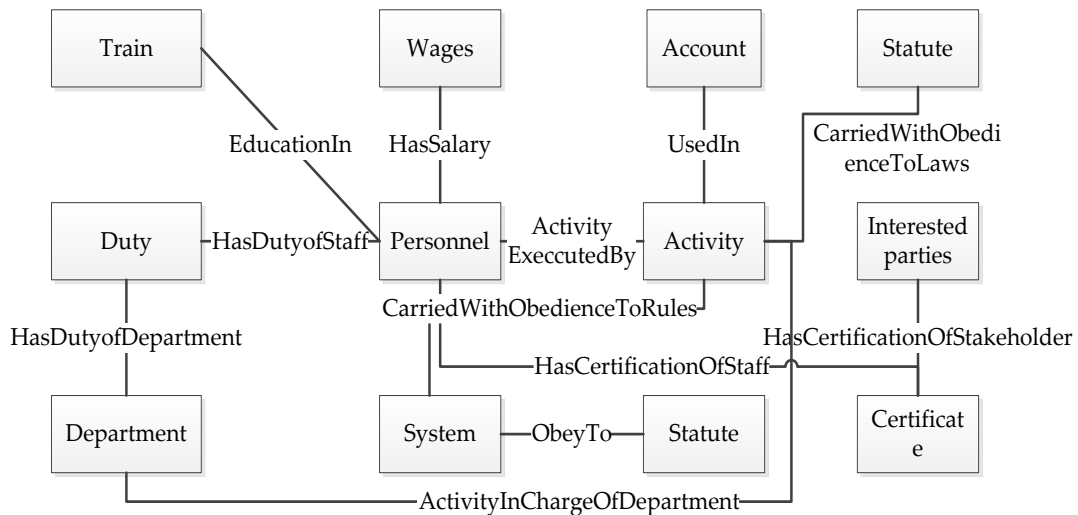 Train
Wages
Account
Statute
EducationIn
HasSalary
UsedIn
CarriedWithObedi
enceToLaws
Duty
HasDutyofStaff
Personnel
Activity
ExeccutedBy
Activity
Interested
parties
CarriedWithObedienceToRules
HasDutyofDepartment
HasCertificationOfStakeholder
HasCertificationOfStaff
Department
System
ObeyTo
Statute
Certificat
e
ActivityInChargeOfDepartment